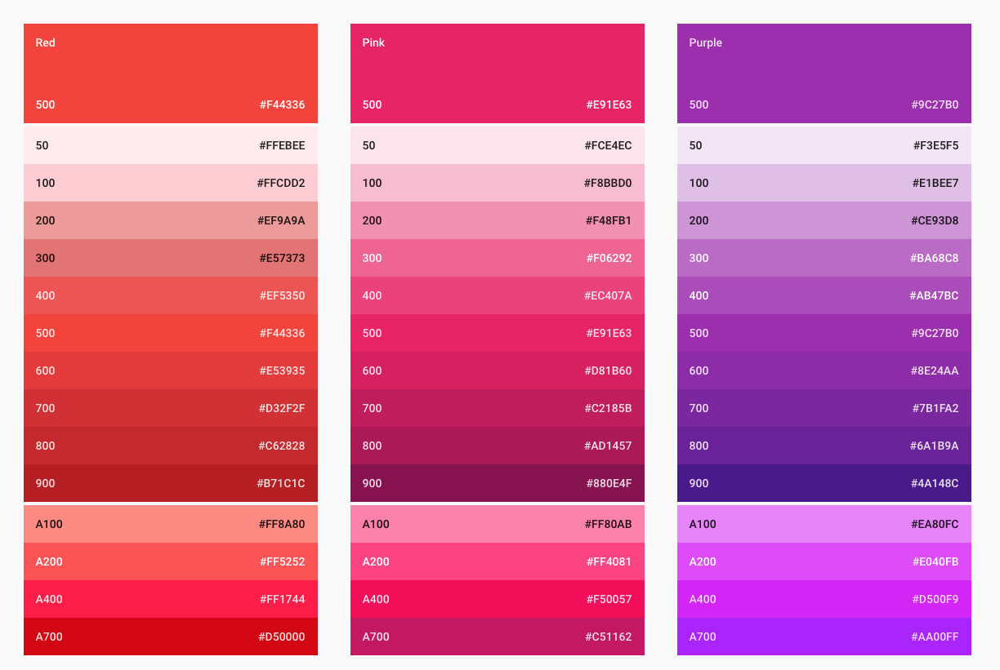 Red
500 #F44336
50 #FFEBEE
100 #FFCDD2
200 #EF9A9A
300 #E57373
400 #EF5350
500 #F44336
600 #E53935
700 #D32F2F
800 #C62828
900 #B71C1C
A100 #FF8A80
A200 #FF5252
A400 #FF1744
A700 #D50000
Pink
500 #E91E63
50 #FCE4EC
100 #F8BBD0
200 #F48FB1
300 #F06292
400 #EC407A
500 #E91E63
600 #D81B60
700 #C2185B
800 #AD1457
900 #880E4F
A100 #FF80AB
A200 #FF4081
A400 #F50057
A700 #C51162
Purple
500 #9C27B0
50 #F3E5F5
100 #E1BEE7
200 #CE93D8
300 #BA68C8
400 #AB47BC
500 #9C27B0
600 #8E24AA
700 #7B1FA2
800 #6A1B9A
900 #4A148C
A100 #EA80FC
A200 #E040FB
A400 #D500F9
A700 #AA00FF